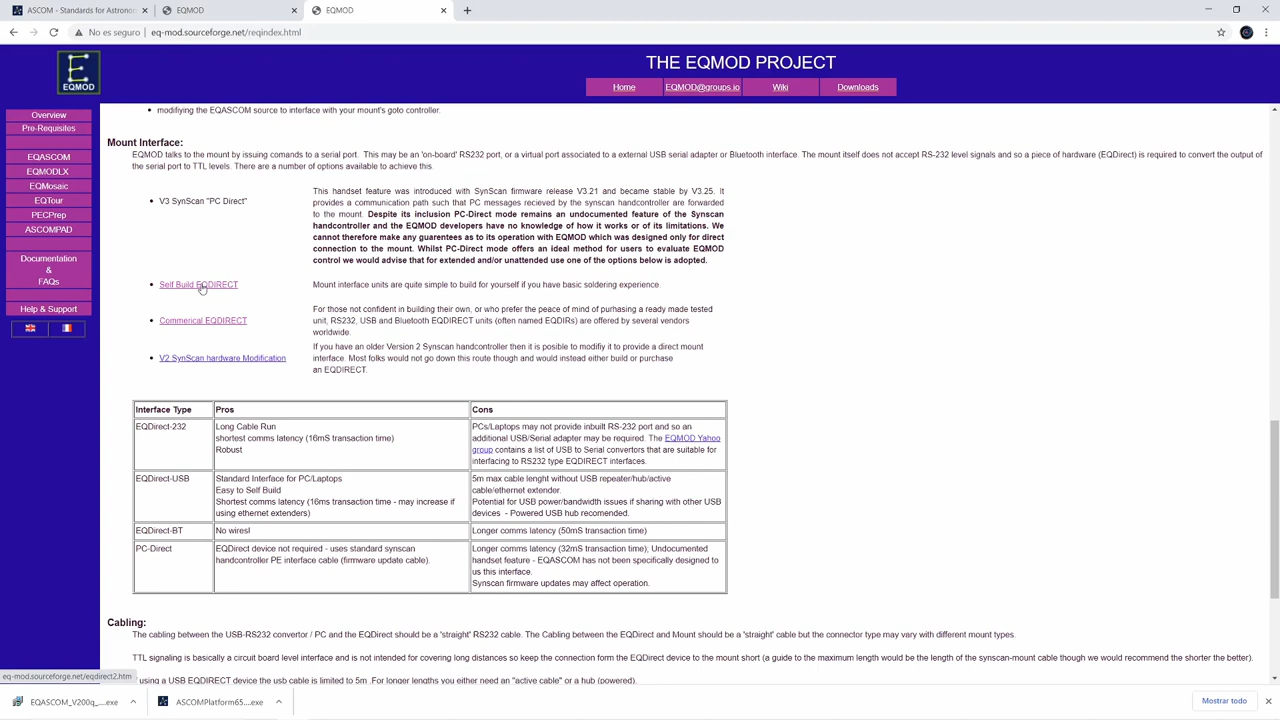 ASCOM - Standards for Astronom
EQMOD
EQMOD
No es seguro
eq-mod.sourceforge.net/reqindex.html
EQMOD
THE EQMOD PROJECT
Home
EQMOD@groups.io
Wiki
Downloads
Overview
Pre-Requisites
EQASCOM
EQMODLX
EQMosaic
EQTour
PECPrep
ASCOMPAD
Documentation
&
FAQs
Help & Support
modifiying the EQASCOM source to interface with your mount's goto controller.
Mount Interface:
EQMOD talks to the mount by issuing comands to a serial port. This may be an 'on-board' RS232 port, or a virtual port associated to a external USB serial adapter or Bluetooth interface. The mount itself does not accept RS-232 level signals and so a piece of hardware (EQDirect) is required to convert the output of
the serial port to TTL levels. There are a number of options available to achieve this.
V3 SynScan "PC Direct"
This handset feature was introduced with SynScan firmware release V3.21 and became stable by V3.25. It
provides a communication path such that PC messages recieved by the synscan handcontroller are forwarded
to the mount. Despite its inclusion PC-Direct mode remains an undocumented feature of the Synscan
handcontroller and the EQMOD developers have no knowledge of how it works or of its limitations. We
cannot therefore make any guarentees as to its operation with EQMOD which was designed only for direct
connection to the mount. Whilst PC-Direct mode offers an ideal method for users to evaluate EQMOD
control we would advise that for extended and/or unattended use one of the options below is adopted.
Self Build EQDIRECT
Mount interface units are quite simple to build for yourself if you have basic soldering experience.
Commerical EQDIRECT
For those not confident in building their own, or who prefer the peace of mind of purhasing a ready made tested
unit, RS232, USB and Bluetooth EQDIRECT units (often named EQDIRs) are offered by several vendors
worldwide.
V2 SynScan hardware Modification
If you have an older Version 2 Synscan handcontroller then it is posible to modifiy it to provide a direct mount
interface. Most folks would not go down this route though and would instead either build or purchase
an EQDIRECT.
Interface Type
Pros
Cons
EQDirect-232
Long Cable Run
shortest comms latency (16mS transaction time)
Robust
PCs/Laptops may not provide inbuilt RS-232 port and so an
additional USB/Serial adapter may be required. The EQMOD Yahoo
group contains a list of USB to Serial convertors that are suitable for
interfacing to RS232 type EQDIRECT interfaces.
EQDirect-USB
Standard Interface for PC/Laptops
Easy to Self Build
Shortest comms latency (16mS transaction time - may increase if
using ethernet extenders)
5m max cable lenght without USB repeater/hub/active
cable/ethernet extender.
Potential for USB power/bandwidth issues if sharing with other USB
devices - Powered USB hub recomended.
EQDirect-BT
No wires!
Longer comms latency (50mS transaction time)
PC-Direct
EQDirect device not required - uses standard synscan
handcontroller PE interface cable (firmware update cable).
Longer comms latency (32mS transaction time); Undocumented
handset feature - EQASCOM has not been specifically designed to
us this interface.
Synscan firmware updates may affect operation.
Cabling:
The cabling between the USB-RS232 convertor / PC and the EQDirect should be a 'straight' RS232 cable. The Cabling between the EQDirect and Mount should be a 'straight' cable but the connector type may vary with different mount types.
TTL signaling is basically a circuit board level interface and is not intended for covering long distances so keep the connection form the EQDirect device to the mount short (a guide to the maximum length would be the length of the synscan-mount cable though we would recommend the shorter the better).
using a USB EQDIRECT device the usb cable is limited to 5m .For longer lengths you either need an "active cable" or a hub (powered).
eq-mod.sourceforge.net/eqdirect2.htm
EQASCOM_V200q_....exe
ASCOMPlatform65....exe
Mostrar todo